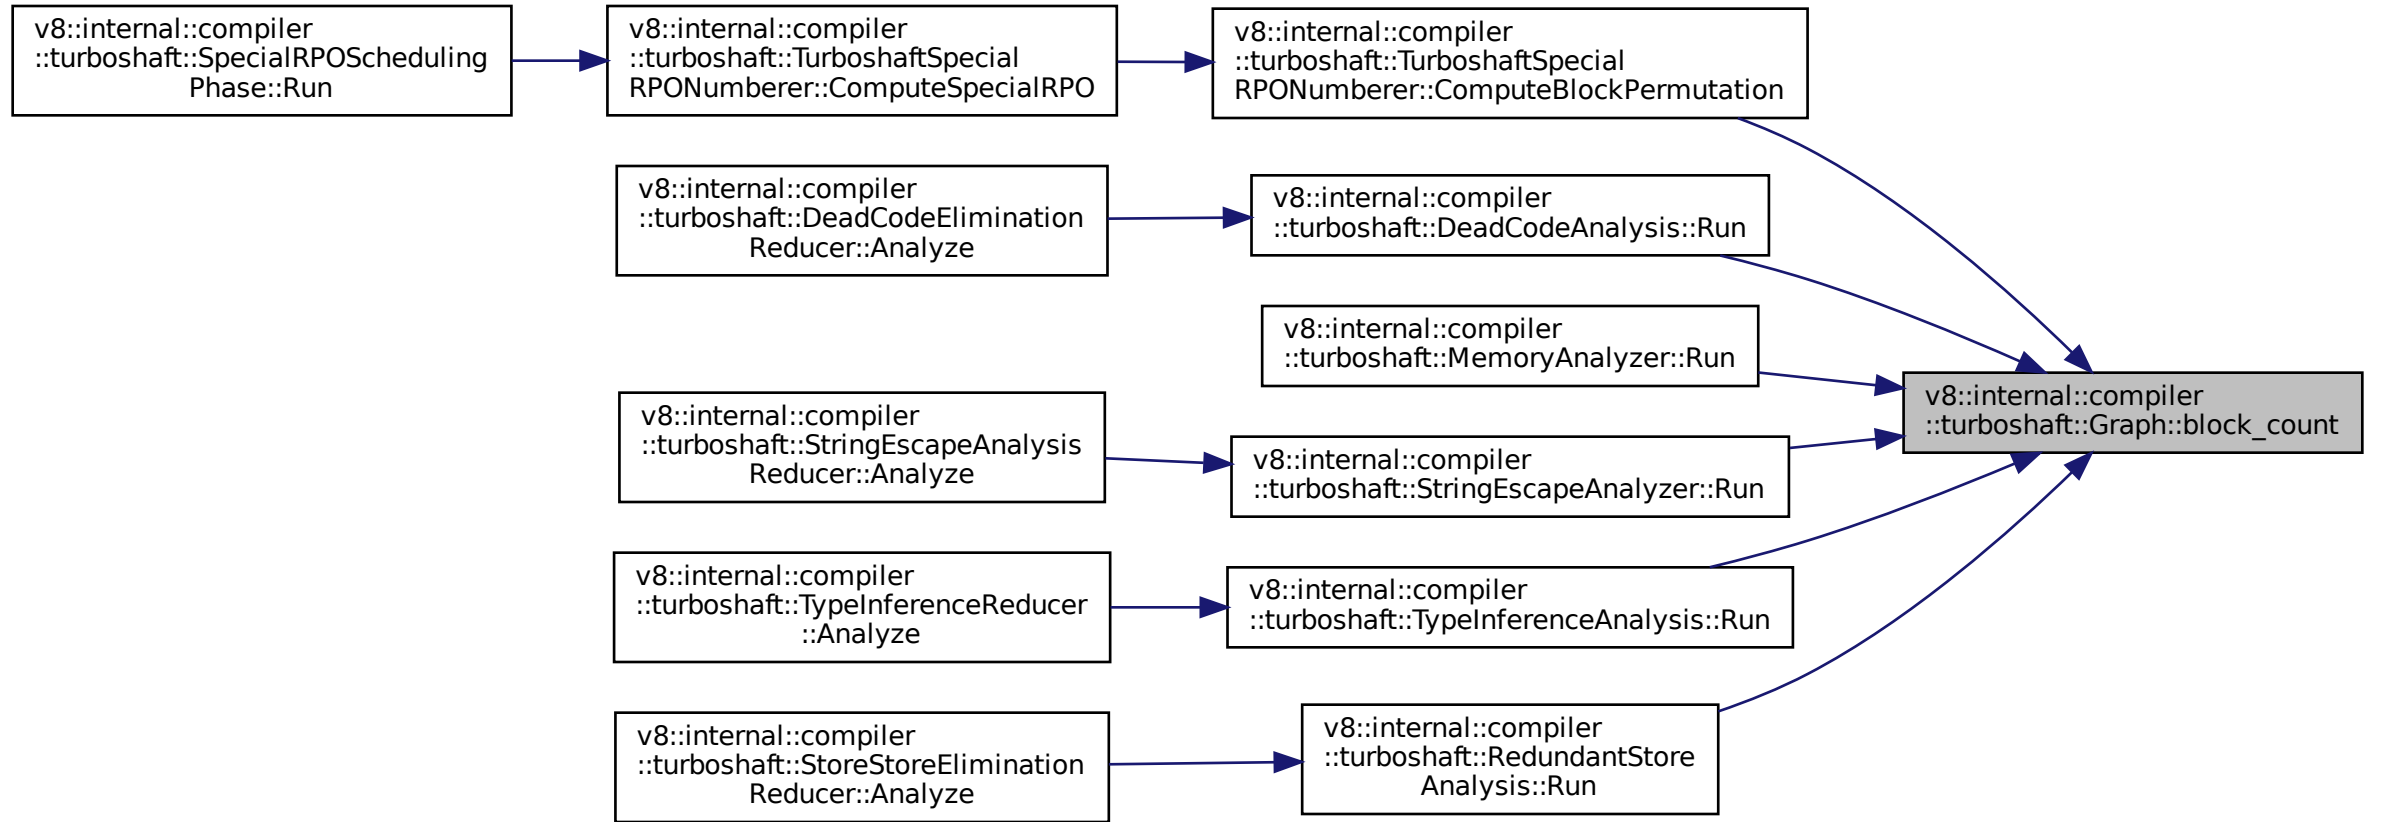 v8::internal::compiler
::turboshaft::SpecialRPOScheduling
Phase::Run
v8::internal::compiler
::turboshaft::TurboshaftSpecial
RPONumberer::ComputeSpecialRPO
v8::internal::compiler
::turboshaft::TurboshaftSpecial
RPONumberer::ComputeBlockPermutation
v8::internal::compiler
::turboshaft::DeadCodeElimination
Reducer::Analyze
v8::internal::compiler
::turboshaft::DeadCodeAnalysis::Run
v8::internal::compiler
::turboshaft::MemoryAnalyzer::Run
v8::internal::compiler
::turboshaft::Graph::block_count
v8::internal::compiler
::turboshaft::StringEscapeAnalysis
Reducer::Analyze
v8::internal::compiler
::turboshaft::StringEscapeAnalyzer::Run
v8::internal::compiler
::turboshaft::TypeInferenceReducer
::Analyze
v8::internal::compiler
::turboshaft::TypeInferenceAnalysis::Run
v8::internal::compiler
::turboshaft::StoreStoreElimination
Reducer::Analyze
v8::internal::compiler
::turboshaft::RedundantStore
Analysis::Run